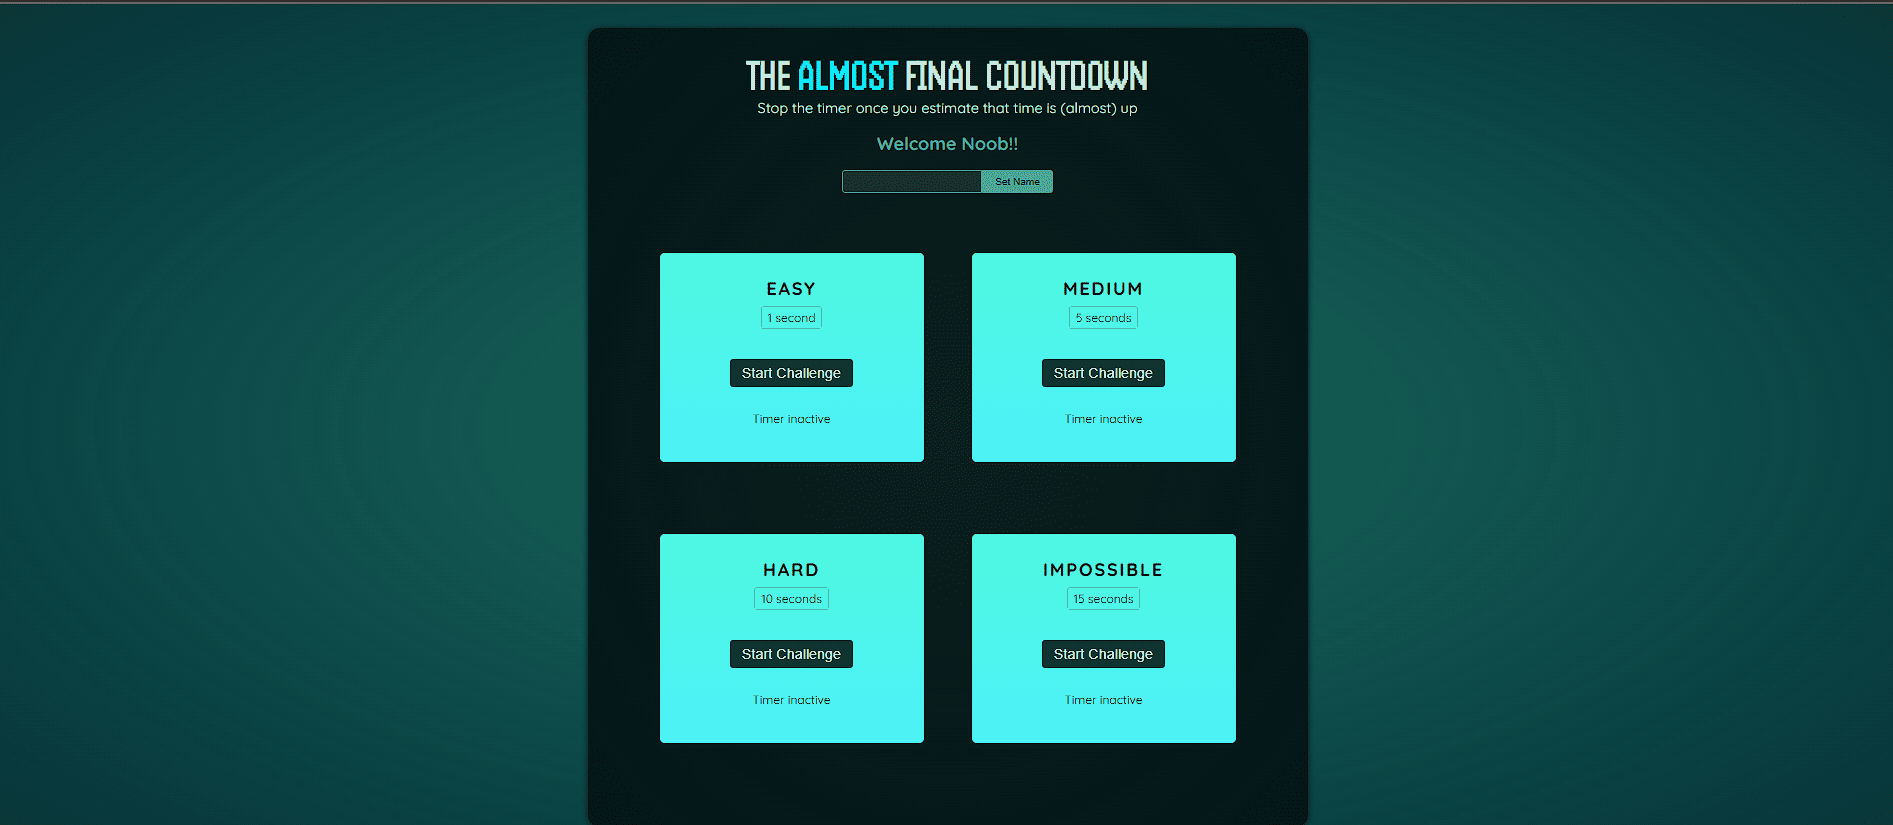 THE ALMOST FINAL COUNTDOWN
Stop the timer once you estimate that time is (almost) up
Welcome Noob!!
Set Name
EASY
1 second
Start Challenge
Timer inactive
MEDIUM
5 seconds
Start Challenge
Timer inactive
HARD
10 seconds
Start Challenge
Timer inactive
IMPOSSIBLE
15 seconds
Start Challenge
Timer inactive